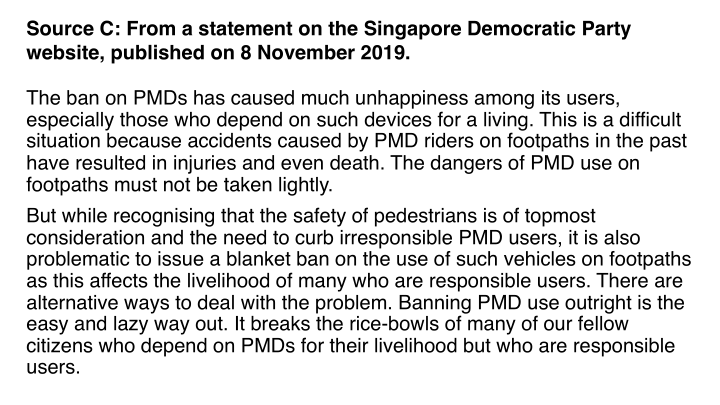 Source C: From a statement on the Singapore Democratic Party
website, published on 8 November 2019.
The ban on PMDs has caused much unhappiness among its users,
especially those who depend on such devices for a living. This is a difficult
situation because accidents caused by PMD riders on footpaths in the past
have resulted in injuries and even death. The dangers of PMD use on
footpaths must not be taken lightly.
But while recognising that the safety of pedestrians is of topmost
consideration and the need to curb irresponsible PMD users, it is also
problematic to issue a blanket ban on the use of such vehicles on footpaths
as this affects the livelihood of many who are responsible users. There are
alternative ways to deal with the problem. Banning PMD use outright is the
easy and lazy way out. It breaks the rice-bowls of many of our fellow
citizens who depend on PMDs for their livelihood but who are responsible
users.